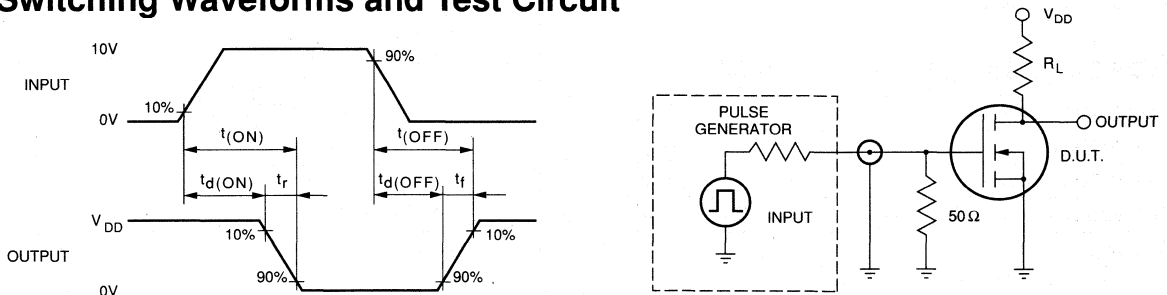 Switching Waveforms and Test Circuit
10V
INPUT
10%
0V
90%
t(ON)
t(OFF)
td(ON)
tr
td(OFF)
tf
VDD
OUTPUT
10%
90%
0V
90%
10%
PULSE
GENERATOR
INPUT
50Ω
VDD
RL
OUTPUT
D.U.T.